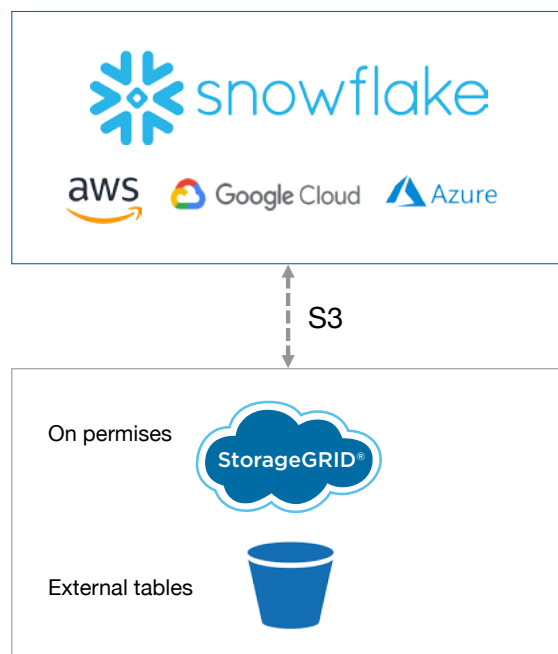 snowflake
aws
Google Cloud
Azure
S3
On permises
StorageGRID®
External tables